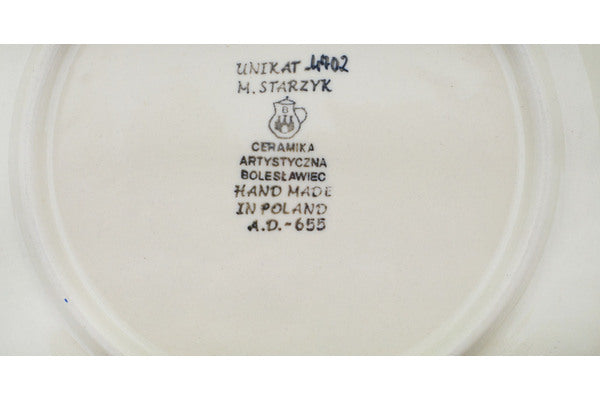 UNIKAT 4702
M. STARZYK
B
CERAMIKA
ARTYSTYCZNA
BOLESŁAWIEC
HAND MADE
IN POLAND
A.D.-655